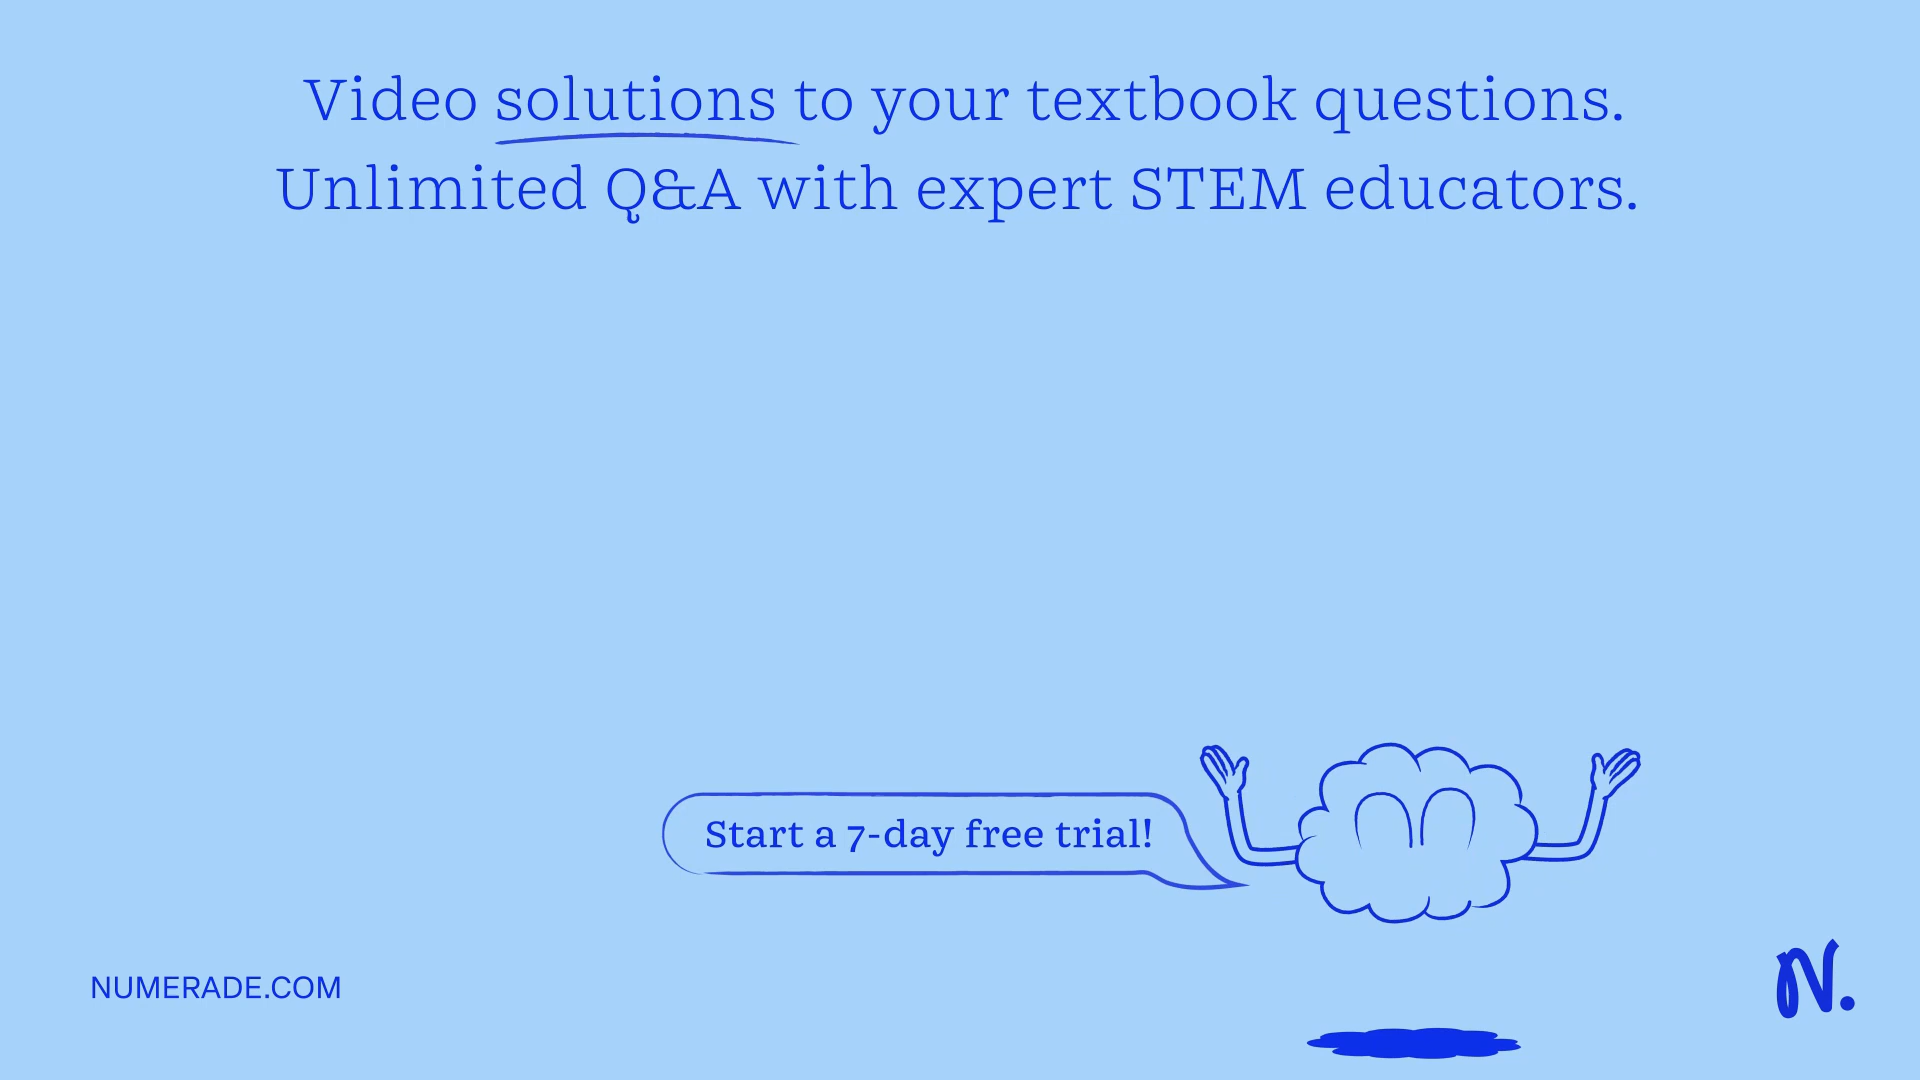 Video solutions to your textbook questions.
Unlimited Q&A with expert STEM educators.
Start a 7-day free trial!
NUMERADE.COM
N.